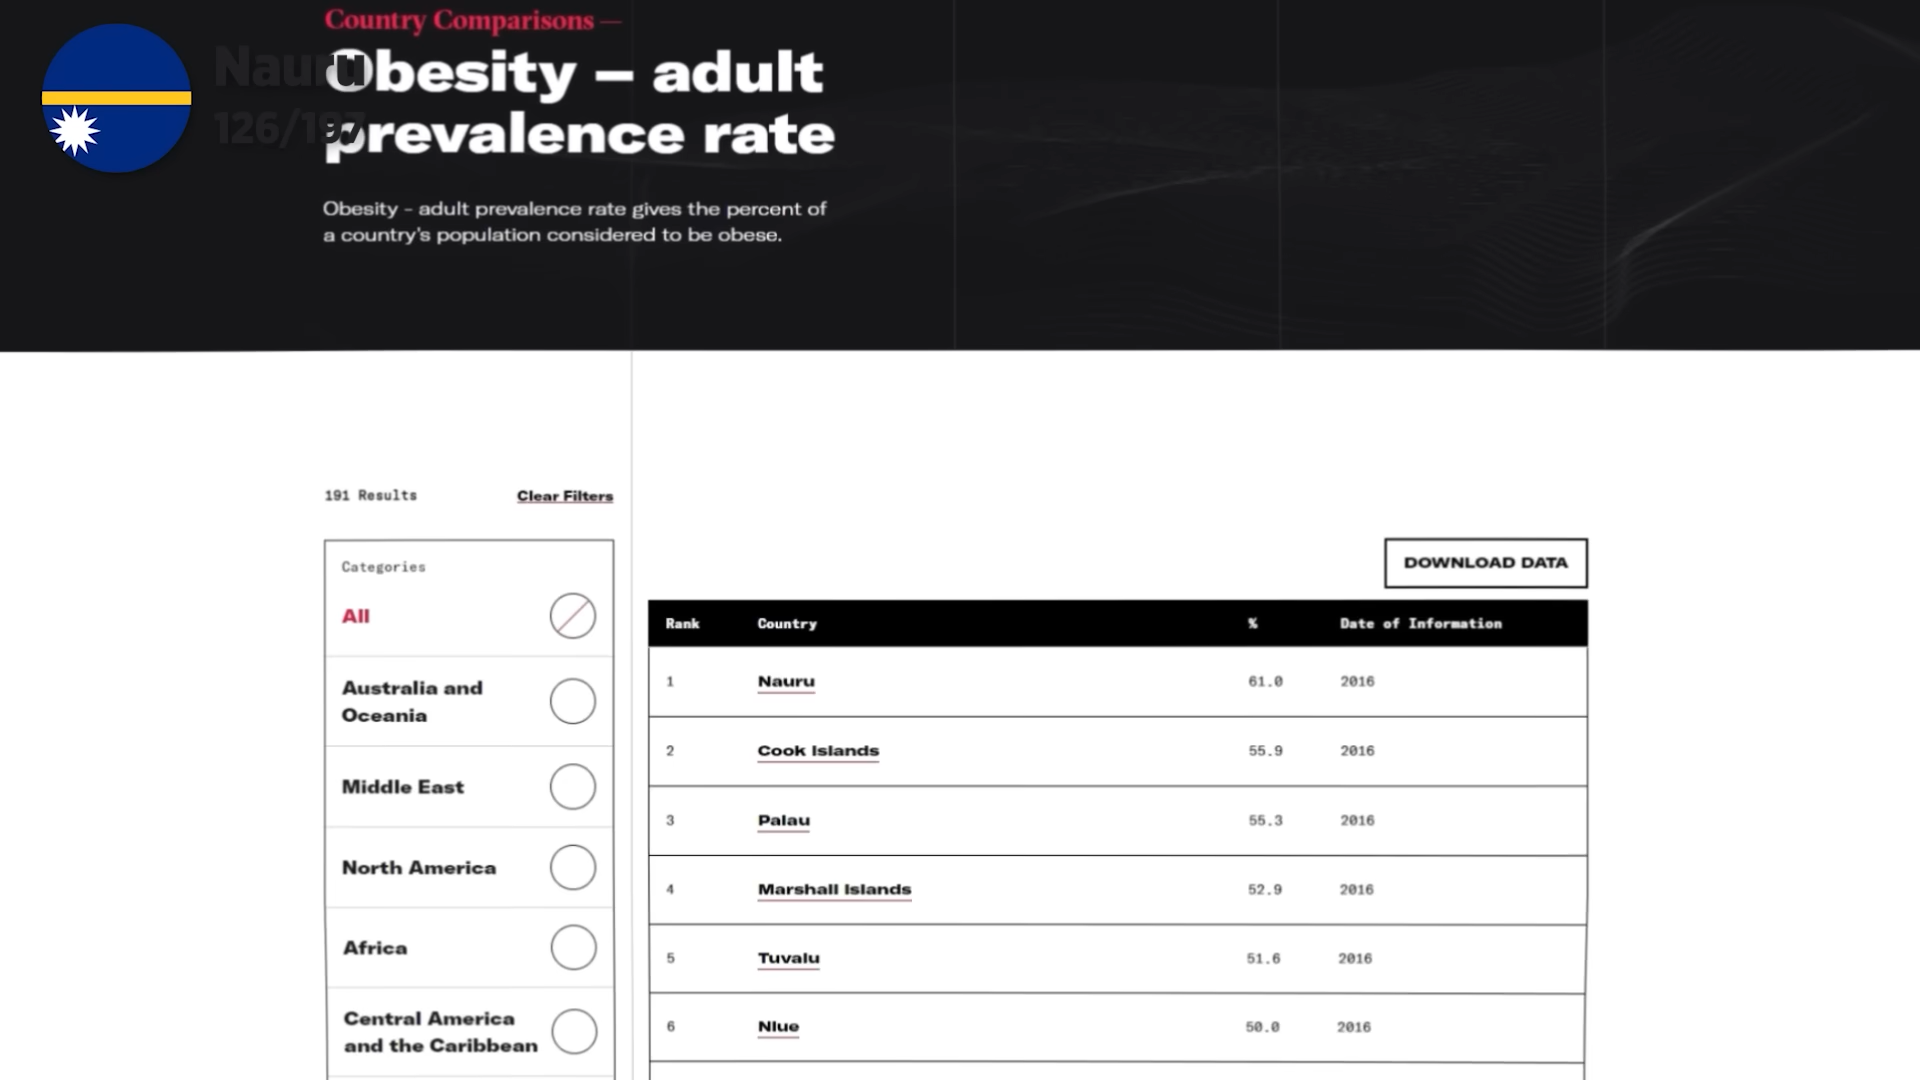 Country Comparisons —
Nauru
126/197
Obesity – adult
prevalence rate
Obesity – adult prevalence rate gives the percent of
a country's population considered to be obese.
191 Results
Clear Filters
Categories
All
Australia and
Oceania
Middle East
North America
Africa
Central America
and the Caribbean
DOWNLOAD DATA
Rank Country % Date of Information
1 Nauru 61.0 2016
2 Cook Islands 55.9 2016
3 Palau 55.3 2016
4 Marshall Islands 52.9 2016
5 Tuvalu 51.6 2016
6 Niue 50.0 2016